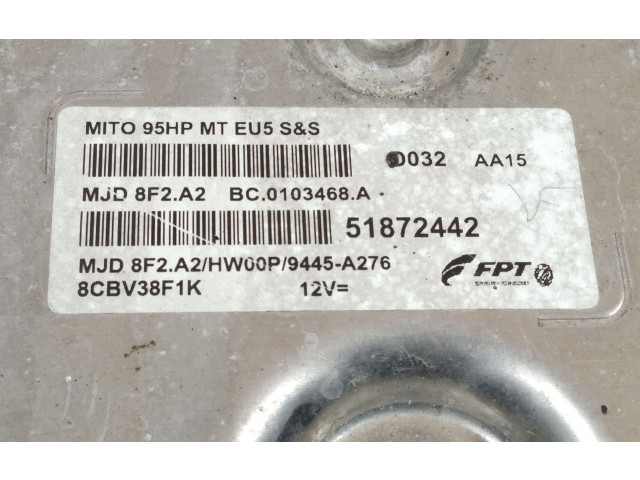 MITO 95HP MT EU5 S&S
0032 AA15
MJD 8F2.A2 BC.0103468.A
51872442
MJD 8F2.A2/HW00P/9445-A276
FPT
8CBV38F1K 12V=